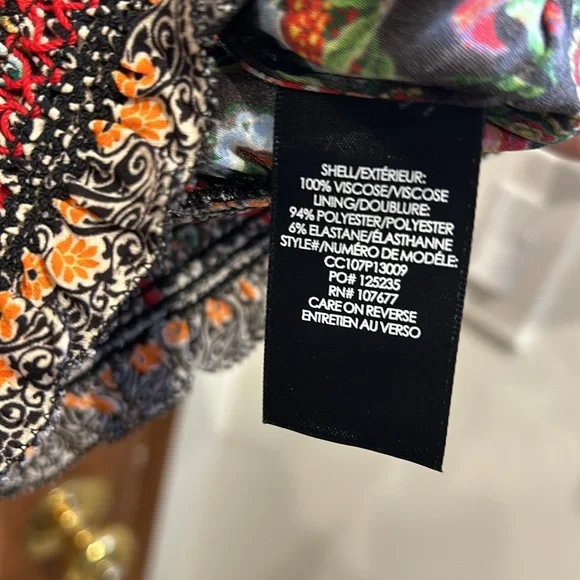 SHELL/EXTÉRIEUR:
100% VISCOSE/VISCOSE
LINING/DOUBLURE:
94% POLYESTER/POLYESTER
6% ELASTANE/ÉLASTHANNE
STYLE#/NUMÉRO DE MODÈLE:
CC107P13009
PO# 125235
RN# 107677
CARE ON REVERSE
ENTRETIEN AU VERSO